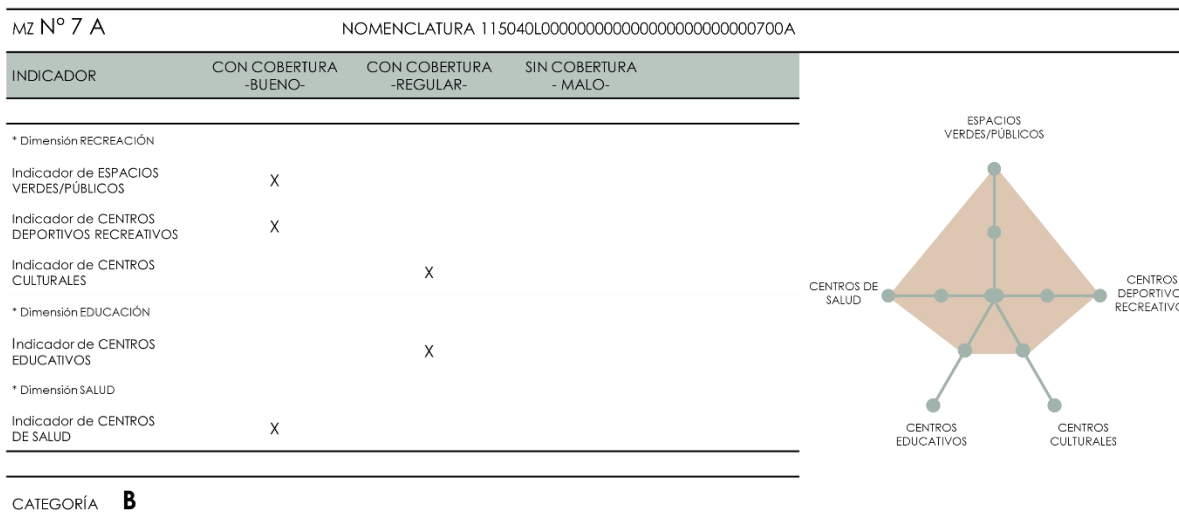 MZ N° 7 A NOMENCLATURA 115040L0000000000000000000000000700A
INDICADOR CON COBERTURA -BUENO- CON COBERTURA -REGULAR- SIN COBERTURA - MALO-
* Dimensión RECREACIÓN
Indicador de ESPACIOS
VERDES/PÚBLICOS X
Indicador de CENTROS
DEPORTIVOS RECREATIVOS X
Indicador de CENTROS
CULTURALES X
* Dimensión EDUCACIÓN
Indicador de CENTROS
EDUCATIVOS X
* Dimensión SALUD
Indicador de CENTROS
DE SALUD X
CATEGORÍA B
ESPACIOS
VERDES/PÚBLICOS
CENTROS DE
SALUD
CENTROS
DEPORTIVO
RECREATIVO
CENTROS
EDUCATIVOS
CENTROS
CULTURALES